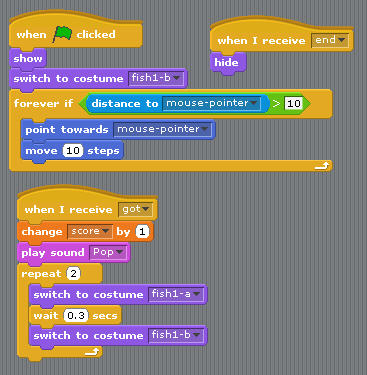 when clicked
show
switch to costume fish1-b
forever if distance to mouse-pointer > 10
point towards mouse-pointer
move 10 steps
when I receive end
hide
when I receive got
change score by 1
play sound Pop
repeat 2
switch to costume fish1-a
wait 0.3 secs
switch to costume fish1-b